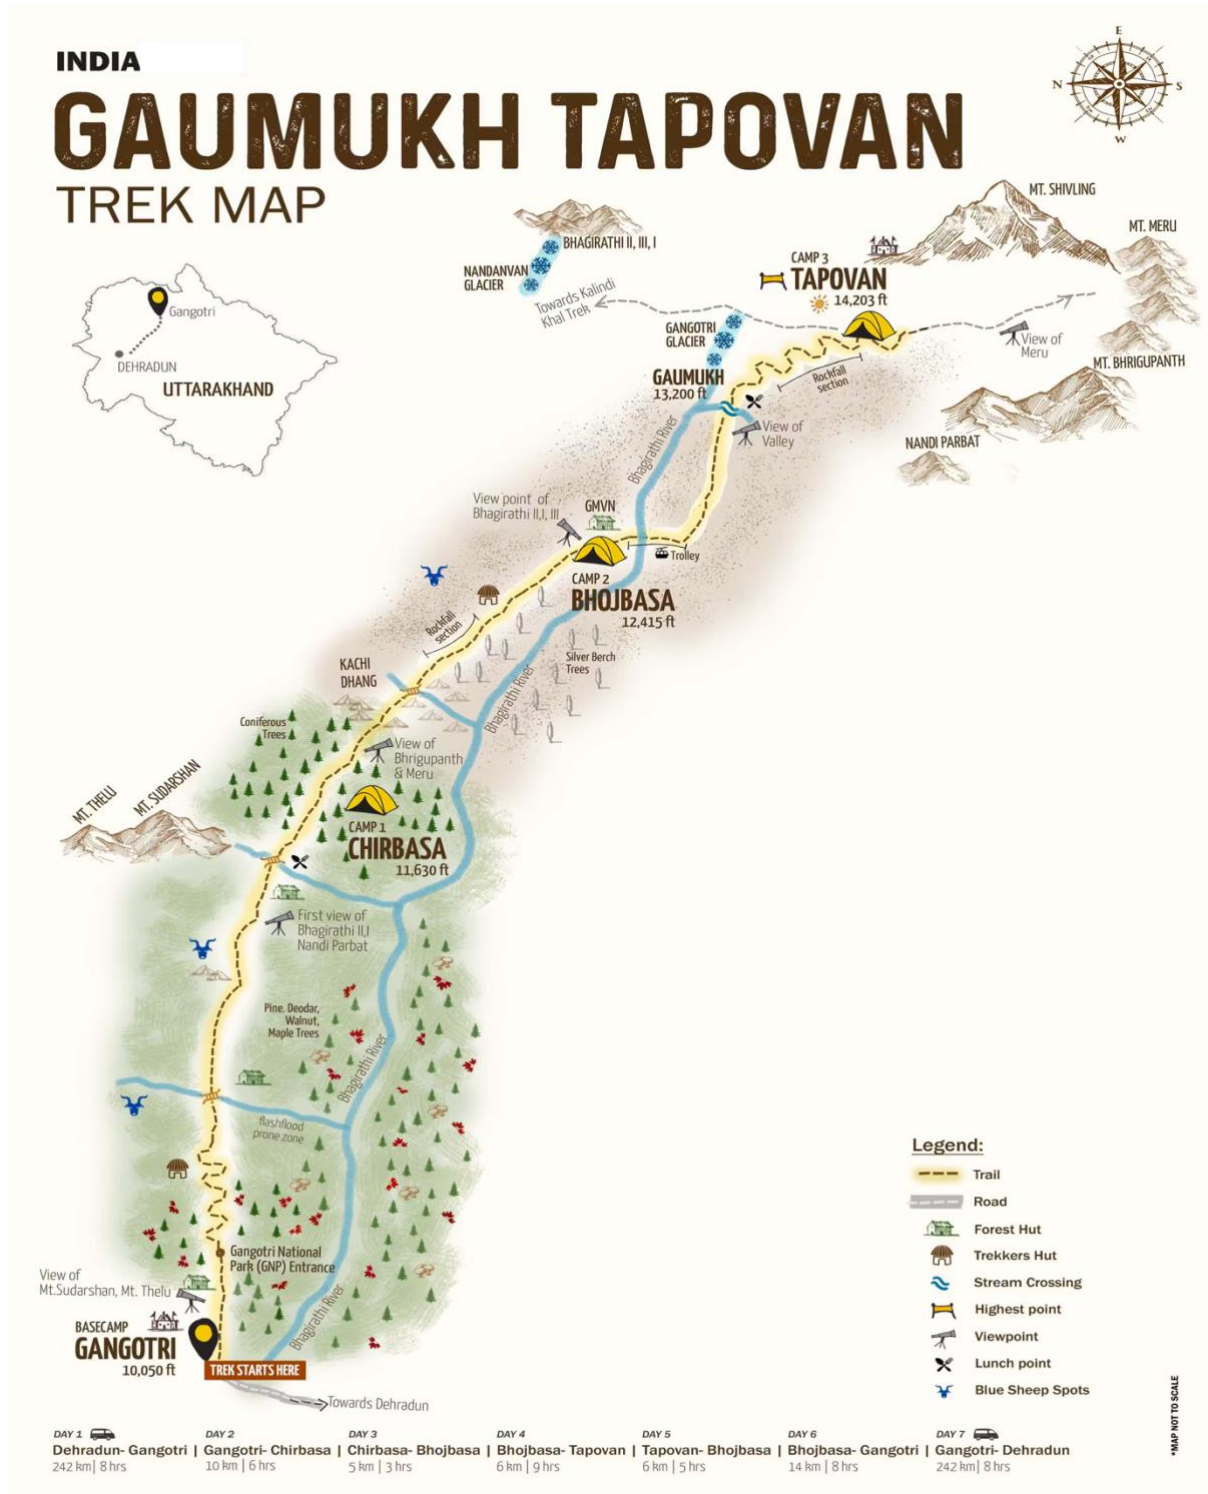 INDIA
GAUMUKH TAPOVAN
TREK MAP
E
N
S
W
MT. SHIVLING
MT. MERU
BHAGIRATHI II, III, I
NANDANVAN
GLACIER
Towards Kalindi
Khal Trek
CAMP 3
TAPOVAN
14,203 ft
Gangotri
DEHRADUN
UTTARAKHAND
GANGOTRI
GLACIER
View of
Meru
MT. BHRIGUPANTH
GAUMUKH
13,200 ft
Rockfall
section
View of
Valley
NANDI PARBAT
Bhagirathi River
View point of
Bhagirathi II,I, III
GMVN
Trolley
CAMP 2
BHOJBASA
12,415 ft
Rockfall
section
Silver Berch
Trees
KACHI
DHANG
Bhagirathi River
Coniferous
Trees
View of
Bhrigupanth
& Meru
MT. THELU
MT. SUDARSHAN
CAMP 1
CHIRBASA
11,630 ft
First view of
Bhagirathi II,I
Nandi Parbat
Pine. Deodar,
Walnut,
Maple Trees
Bhagirathi River
flashflood
prone zone
Gangotri National
Park (GNP) Entrance
View of
Mt.Sudarshan, Mt. Thelu
Bhagirathi River
BASECAMP
GANGOTRI
10,050 ft
TREK STARTS HERE
Towards Dehradun
Legend:
Trail
Road
Forest Hut
Trekkers Hut
Stream Crossing
Highest point
Viewpoint
Lunch point
Blue Sheep Spots
*MAP NOT TO SCALE
DAY 1
Dehradun- Gangotri |
242 km| 8 hrs
DAY 2
Gangotri- Chirbasa |
10 km | 6 hrs
DAY 3
Chirbasa- Bhojbasa |
5 km | 3 hrs
DAY 4
Bhojbasa- Tapovan |
6 km | 9 hrs
DAY 5
Tapovan- Bhojbasa |
6 km | 5 hrs
DAY 6
Bhojbasa- Gangotri |
14 km | 8 hrs
DAY 7
Gangotri- Dehradun
242 km| 8 hrs